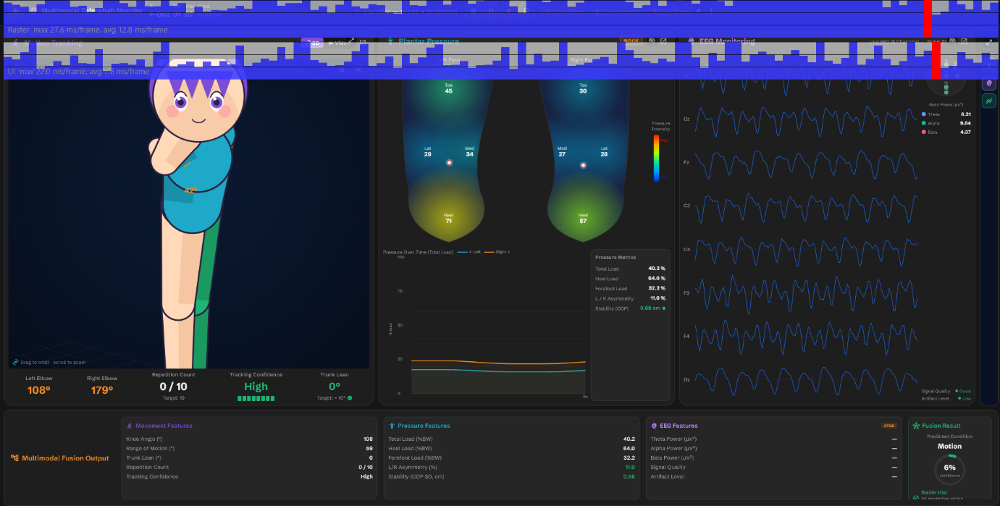 Multimodal Telerehab Monitor
P-002 01 02
Raster max 27.6 ms/frame, avg 12.8 ms/frame
Motion Tracking
3D
Video
Plantar Pressure
MOCK
EEG Monitoring
Live EEG (8 Channels)
UI max 22.0 ms/frame, avg 7.8 ms/frame
42°
Drag to orbit · scroll to zoom
Left Elbow
108°
Right Elbow
179°
Repetition Count
0 / 10
Target: 10
Tracking Confidence
High
Trunk Lean
0°
Target: < 10°
Right Foot
Toe
45
Lat
29
Med
34
Heel
71
Toe
30
Med
27
Lat
28
Heel
57
Pressure
Intensity
High
Pressure Over Time (Total Load)
Left
Right
100
75
50
25
0
% load
0s
Pressure Metrics
Total Load 40.2 %
Heel Load 64.0 %
Forefoot Load 32.2 %
L / R Asymmetry 11.0 %
Stability (COP) 0.68 cm
Cz
Pz
C3
C4
F3
F4
Oz
Band Power (μV²)
Theta 6.21
Alpha 9.84
Beta 4.37
Signal Quality Good
Artifact Level Low
Multimodal Fusion Output
Movement Features
Knee Angle (°) 108
Range of Motion (°) 59
Trunk Lean (°) 0
Repetition Count 0 / 10
Tracking Confidence High
Pressure Features
Total Load (%BW) 40.2
Heel Load (%BW) 64.0
Forefoot Load (%BW) 32.2
L/R Asymmetry (%) 11.0
Stability (COP SD, cm) 0.68
EEG Features
STUB
Theta Power (μV²) —
Alpha Power (μV²) —
Beta Power (μV²) —
Signal Quality —
Artifact Level —
Fusion Result
Predicted Condition
Motion
6%
confidence
Stable trial
All modalities within